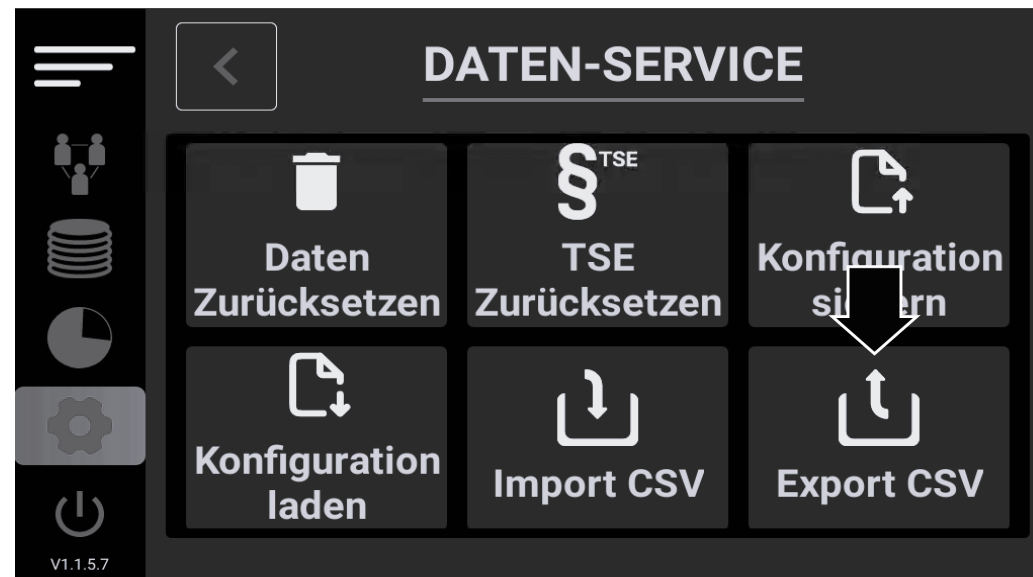 DATEN-SERVICE
Daten
Zurücksetzen
§TSE
TSE
Zurücksetzen
Konfiguration
Konfiguration
laden
Import CSV
Export CSV
V1.1.5.7